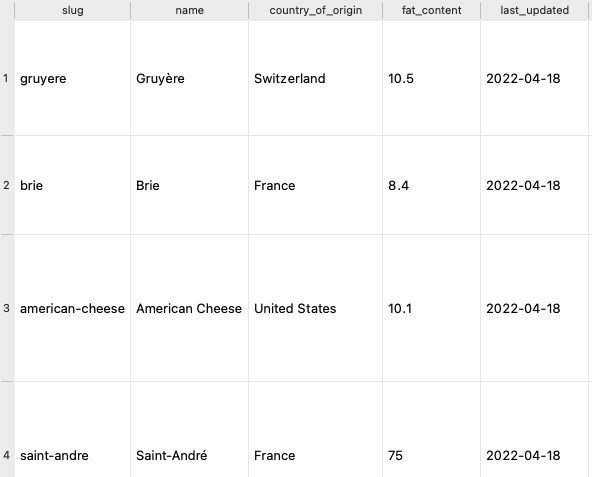 slug name country_of_origin fat_content last_updated
1 gruyere Gruyère Switzerland 10.5 2022-04-18
2 brie Brie France 8.4 2022-04-18
3 american-cheese American Cheese United States 10.1 2022-04-18
4 saint-andre Saint-André France 75 2022-04-18